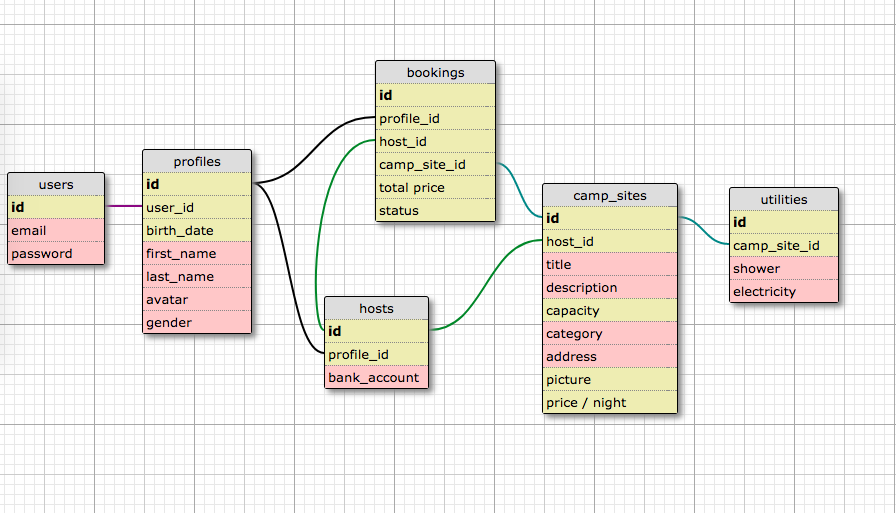 users
id
email
password
profiles
id
user_id
birth_date
first_name
last_name
avatar
gender
bookings
id
profile_id
host_id
camp_site_id
total price
status
hosts
id
profile_id
bank_account
camp_sites
id
host_id
title
description
capacity
category
address
picture
price / night
utilities
id
camp_site_id
shower
electricity